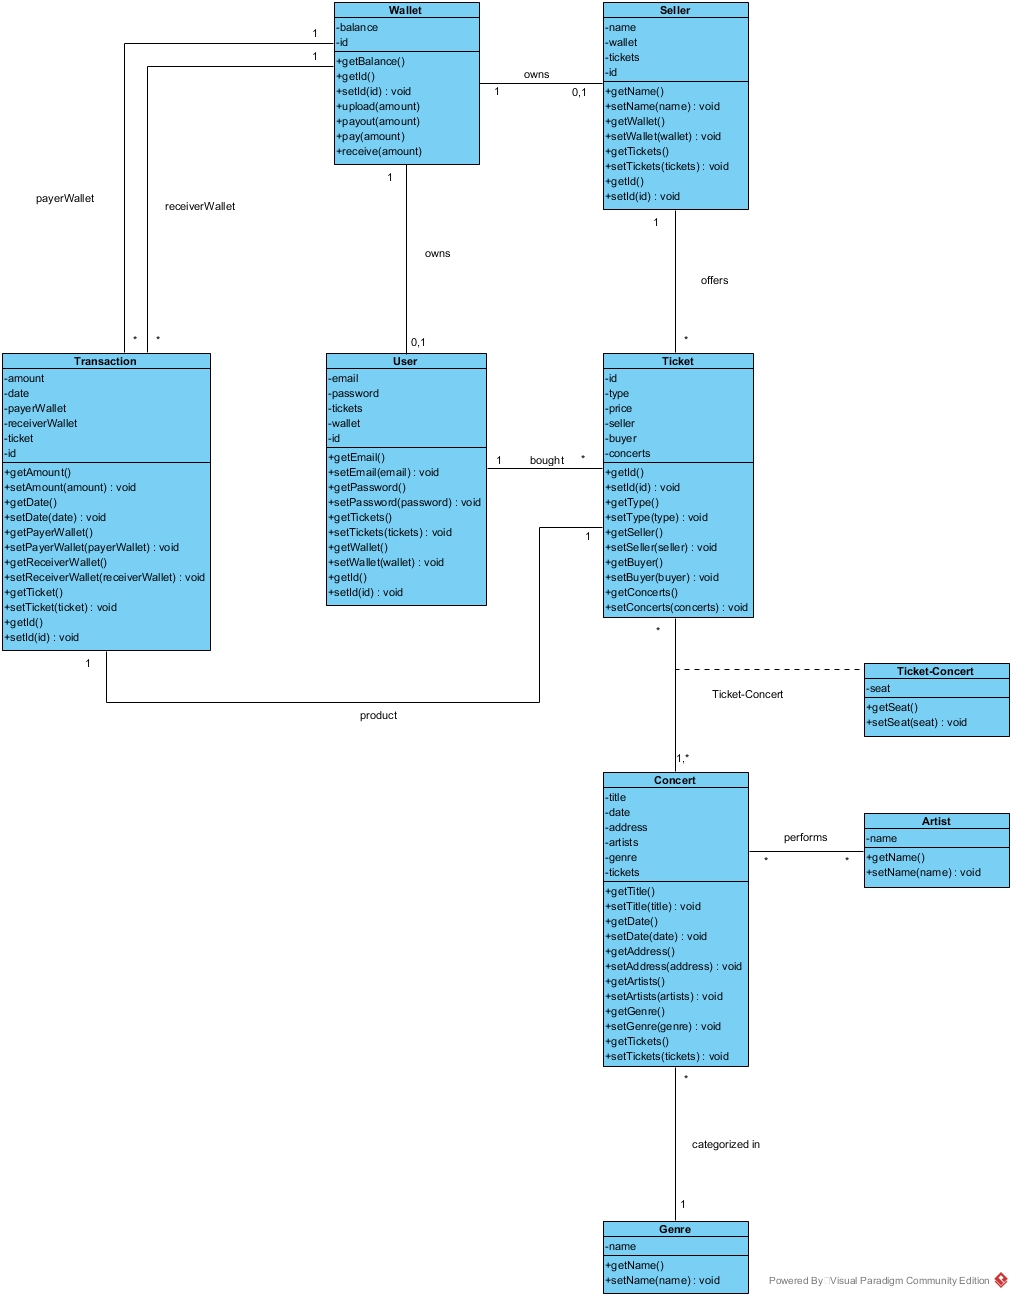 Wallet
-balance
-id
+getBalance()
+getId()
+setId(id) : void
+upload(amount)
+payout(amount)
+pay(amount)
+receive(amount)
Seller
-name
-wallet
-tickets
-id
+getName()
+setName(name) : void
+getWallet()
+setWallet(wallet) : void
+getTickets()
+setTickets(tickets) : void
+getId()
+setId(id) : void
1
1
owns
1
0,1
payerWallet
receiverWallet
1
owns
0,1
1
offers
*
*
*
Transaction
-amount
-date
-payerWallet
-receiverWallet
-ticket
-id
+getAmount()
+setAmount(amount) : void
+getDate()
+setDate(date) : void
+getPayerWallet()
+setPayerWallet(payerWallet) : void
+getReceiverWallet()
+setReceiverWallet(receiverWallet) : void
+getTicket()
+setTicket(ticket) : void
+getId()
+setId(id) : void
User
-email
-password
-tickets
-wallet
-id
+getEmail()
+setEmail(email) : void
+getPassword()
+setPassword(password) : void
+getTickets()
+setTickets(tickets) : void
+getWallet()
+setWallet(wallet) : void
+getId()
+setId(id) : void
1
bought
*
Ticket
-id
-type
-price
-seller
-buyer
-concerts
+getId()
+setId(id) : void
+getType()
+setType(type) : void
+getSeller()
+setSeller(seller) : void
+getBuyer()
+setBuyer(buyer) : void
+getConcerts()
+setConcerts(concerts) : void
1
1
product
*
Ticket-Concert
1,*
Ticket-Concert
-seat
+getSeat()
+setSeat(seat) : void
Concert
-title
-date
-address
-artists
-genre
-tickets
+getTitle()
+setTitle(title) : void
+getDate()
+setDate(date) : void
+getAddress()
+setAddress(address) : void
+getArtists()
+setArtists(artists) : void
+getGenre()
+setGenre(genre) : void
+getTickets()
+setTickets(tickets) : void
performs
*
*
Artist
-name
+getName()
+setName(name) : void
*
categorized in
1
Genre
-name
+getName()
+setName(name) : void
Powered By Visual Paradigm Community Edition